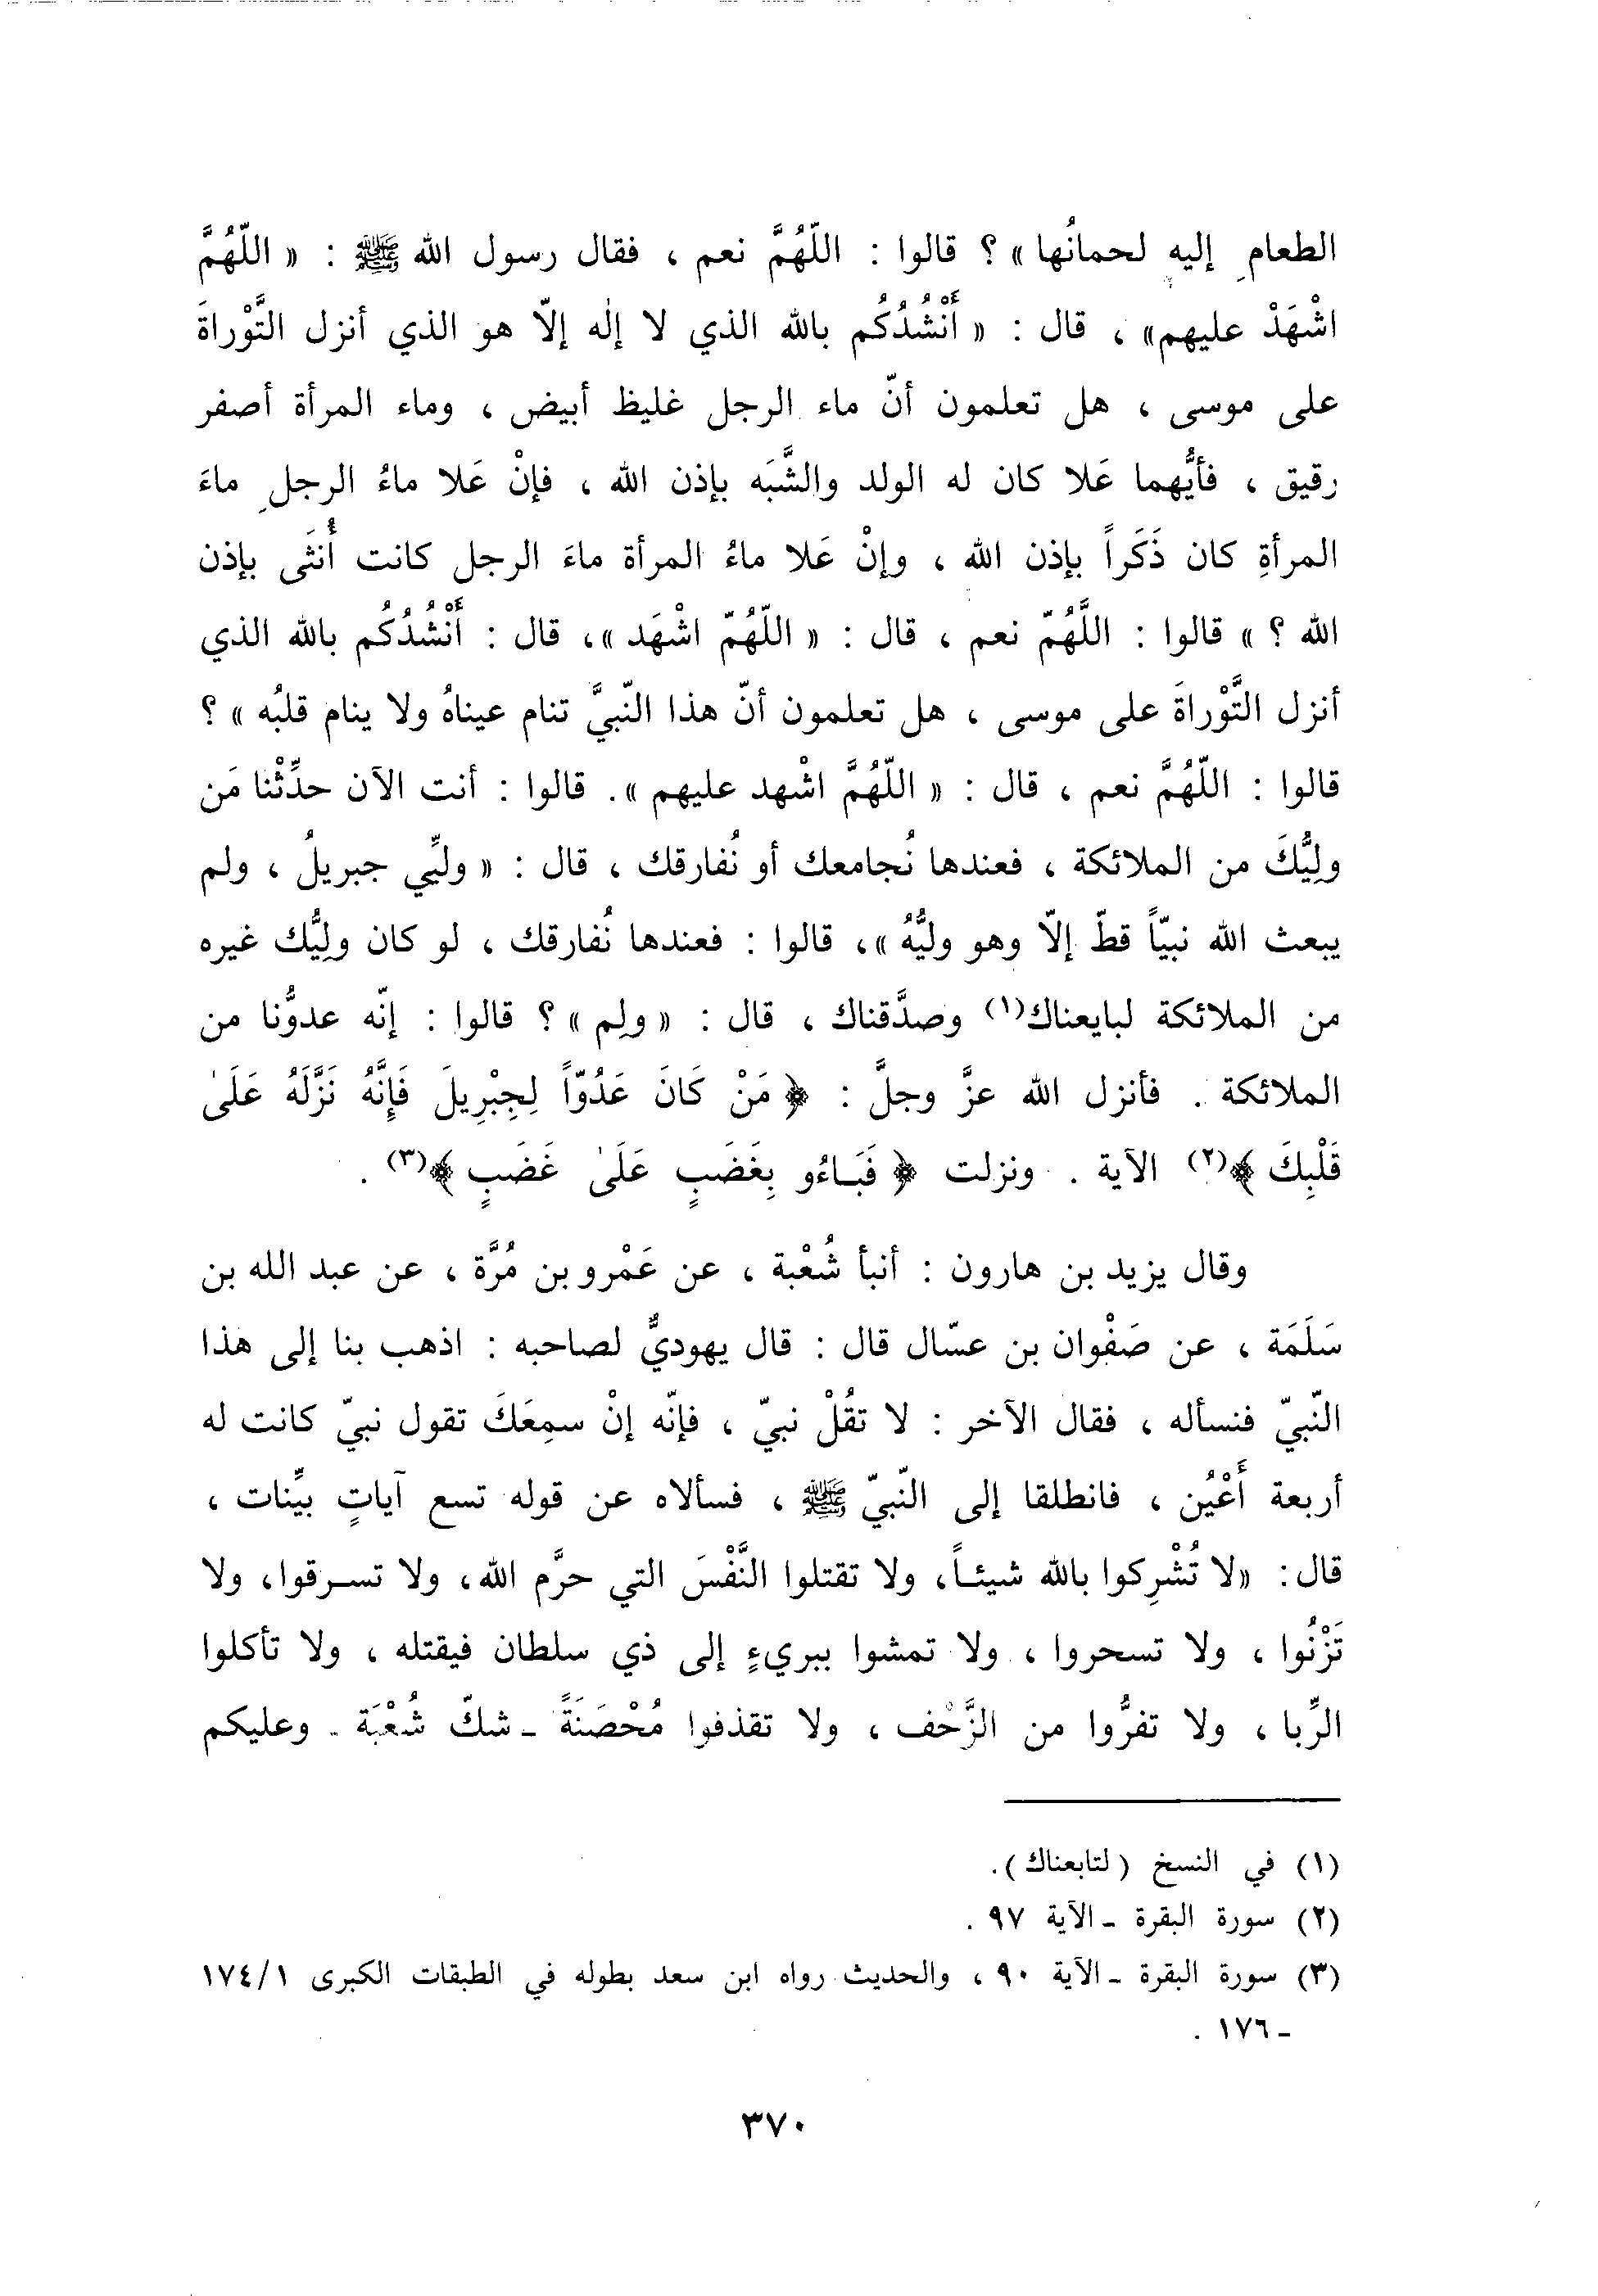 الطعامِ إليه لحمانُها» ؟ قالوا : اللّهُمَّ نعم ، فقال رسول الله ﷺ : « اللّهُمَّ
اشْهَدْ عليهم» ، قال : « أَنْشُدُكُم بالله الذي لا إلٰه إلّا هو الذي أنزل التَّوْراةَ
على موسى ، هل تعلمون أنّ ماء الرجل غليظ أبيض ، وماء المرأة أصفر
رقيق ، فأيُّهما عَلا كان له الولد والشَّبَه بإذن الله ، فإنْ عَلا ماءُ الرجلِ ماءَ
المرأةِ كان ذَكَراً بإذن الله ، وإنْ عَلا ماءُ المرأة ماءَ الرجل كانت أُنثَى بإذن
الله ؟ » قالوا : اللَّهُمّ نعم ، قال : « اللّهُمّ اشْهَد »، قال : أَنْشُدُكُم بالله الذي
أنزل التَّوْراةَ على موسى ، هل تعلمون أنّ هذا النّبيَّ تنام عيناهُ ولا ينام قلبُه » ؟
قالوا : اللّهُمَّ نعم ، قال : « اللّهُمَّ اشْهد عليهم ». قالوا : أنت الآن حدِّثْنا مَن
ولِيُّكَ من الملائكة ، فعندها نُجامعك أو نُفارقك ، قال : « وليِّي جبريلُ ، ولم
يبعث الله نبيّاً قطّ إلّا وهو وليُّهُ »، قالوا : فعندها نُفارقك ، لو كان ولِيُّك غيره
من الملائكة لبايعناك(١) وصدَّقناك ، قال : « ولِم » ؟ قالوا : إنّه عدوُّنا من
الملائكة . فأنزل الله عزَّ وجلَّ : ﴿ مَنْ كَانَ عَدُوّاً لِجِبْرِيلَ فَإِنَّهُ نَزَّلَهُ عَلَىٰ
قَلْبِكَ ﴾(٢) الآية . ونزلت ﴿ فَبَاءُو بِغَضَبٍ عَلَىٰ غَضَبٍ ﴾(٣) .
وقال يزيد بن هارون : أنبأ شُعْبة ، عن عَمْرو بن مُرَّة ، عن عبد الله بن
سَلَمَة ، عن صَفْوان بن عسّال قال : قال يهوديٌّ لصاحبه : اذهب بنا إلى هذا
النّبيّ فنسأله ، فقال الآخر : لا تقُلْ نبيّ ، فإنّه إنْ سمِعَكَ تقول نبيّ كانت له
أربعة أَعْيُن ، فانطلقا إلى النّبيّ ﷺ ، فسألاه عن قوله تسع آياتٍ بيِّنات ،
قال : «لا تُشْرِكوا بالله شيئاً، ولا تقتلوا النَّفْسَ التي حرَّم الله، ولا تسرقوا، ولا
تَزْنُوا ، ولا تسحروا ، ولا تمشوا ببريءٍ إلى ذي سلطان فيقتله ، ولا تأكلوا
الرِّبا ، ولا تفرُّوا من الزَّحْف ، ولا تقذفوا مُحْصَنَةً - شكّ شُعْبَة - وعليكم
(١) في النسخ (لتابعناك).
(٢) سورة البقرة - الآية ٩٧ .
(٣) سورة البقرة - الآية ٩٠ ، والحديث رواه ابن سعد بطوله في الطبقات الكبرى ١٧٤/١
- ١٧٦ .
٣٧٠